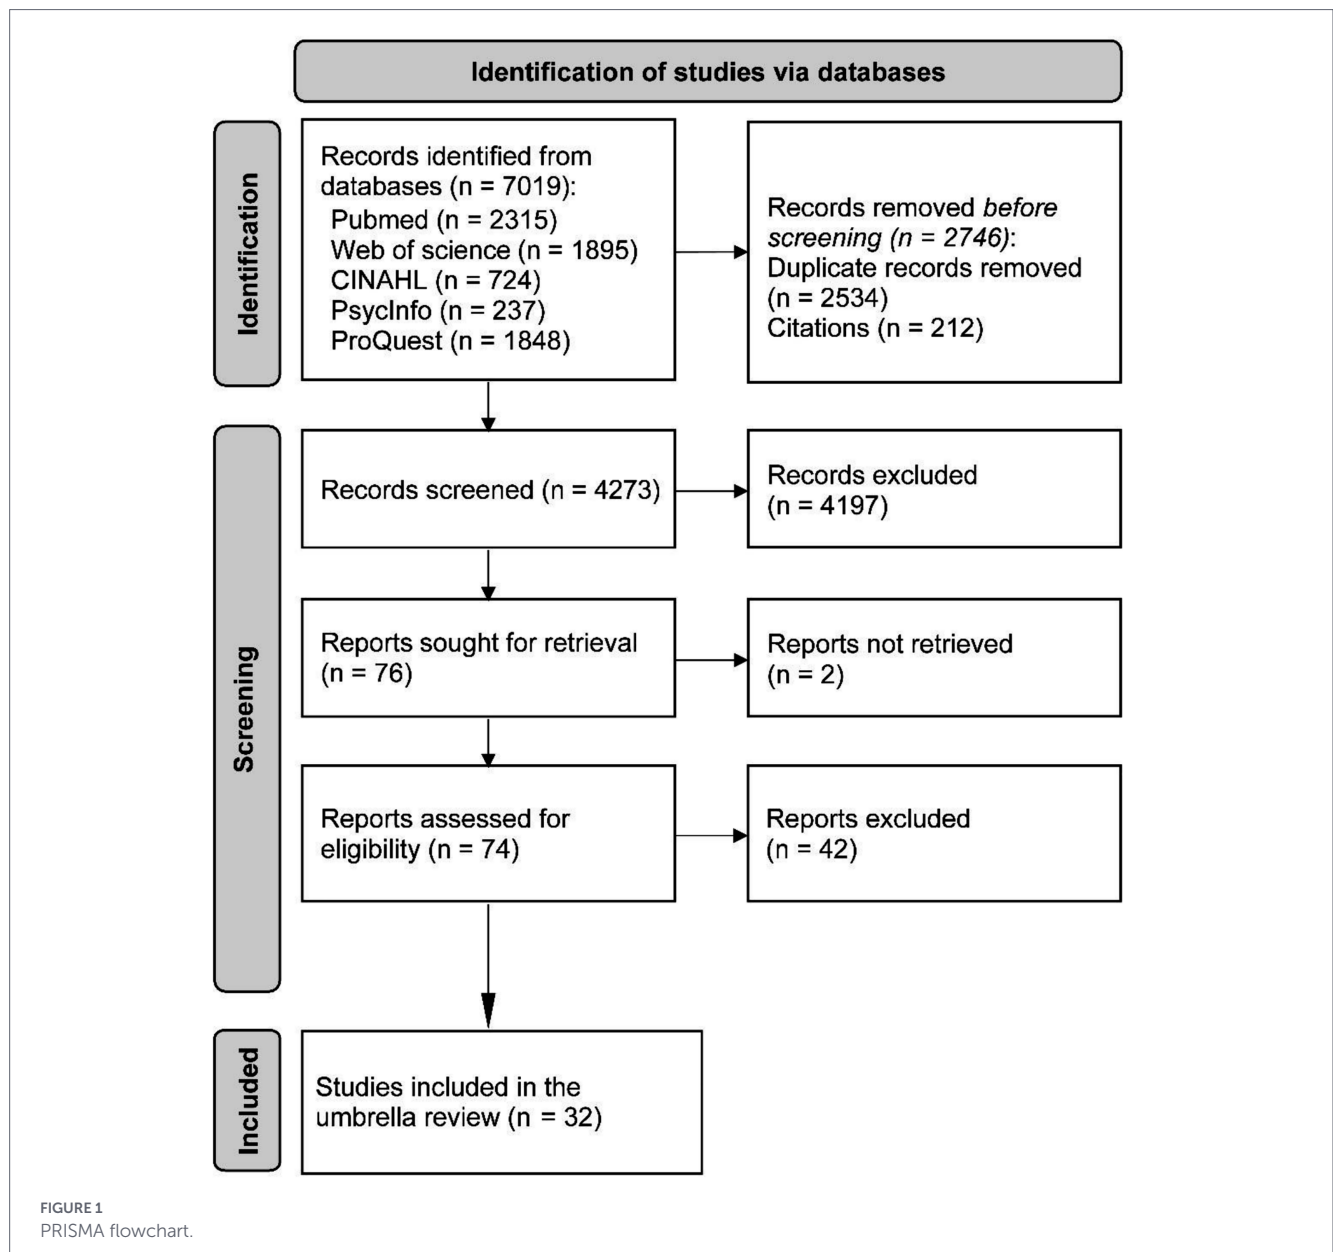 Identification of studies via databases
Identification
Records identified from
databases (n = 7019):
Pubmed (n = 2315)
Web of science (n = 1895)
CINAHL (n = 724)
PsycInfo (n = 237)
ProQuest (n = 1848)
Records removed before
screening (n = 2746):
Duplicate records removed
(n = 2534)
Citations (n = 212)
Screening
Records screened (n = 4273)
Records excluded
(n = 4197)
Reports sought for retrieval
(n = 76)
Reports not retrieved
(n = 2)
Reports assessed for
eligibility (n = 74)
Reports excluded
(n = 42)
Included
Studies included in the
umbrella review (n = 32)
FIGURE 1
PRISMA flowchart.